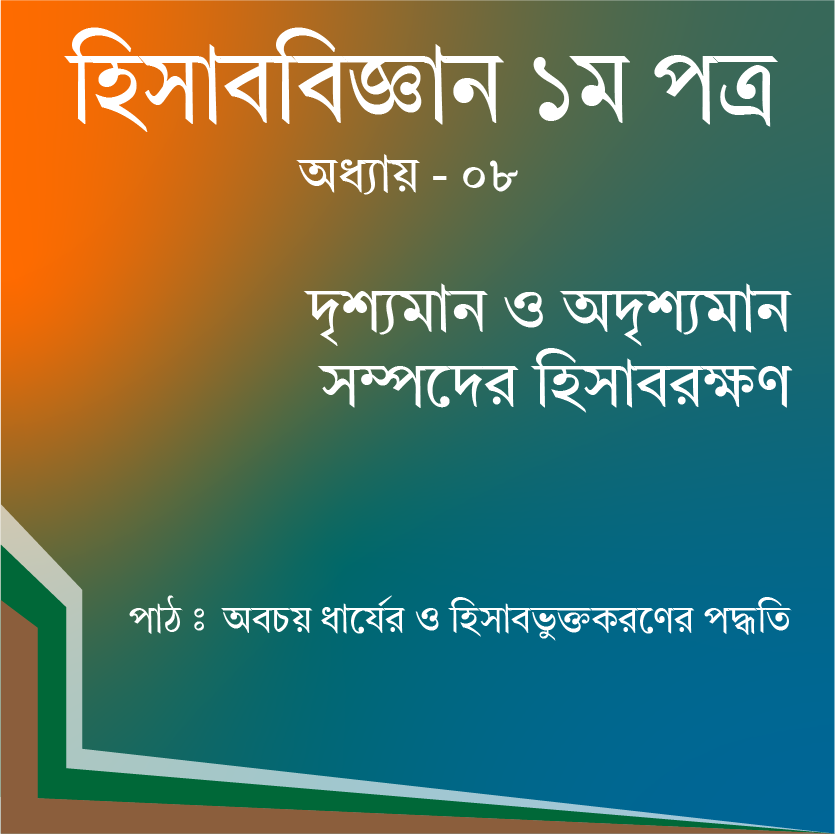 হিসাববিজ্ঞান ১ম পত্র
অধ্যায় - ০৮
দৃশ্যমান ও অদৃশ্যমান
সম্পদের হিসাবরক্ষণ
পাঠ ঃ অবচয় ধার্যের ও হিসাবভুক্তকরণের পদ্ধতি